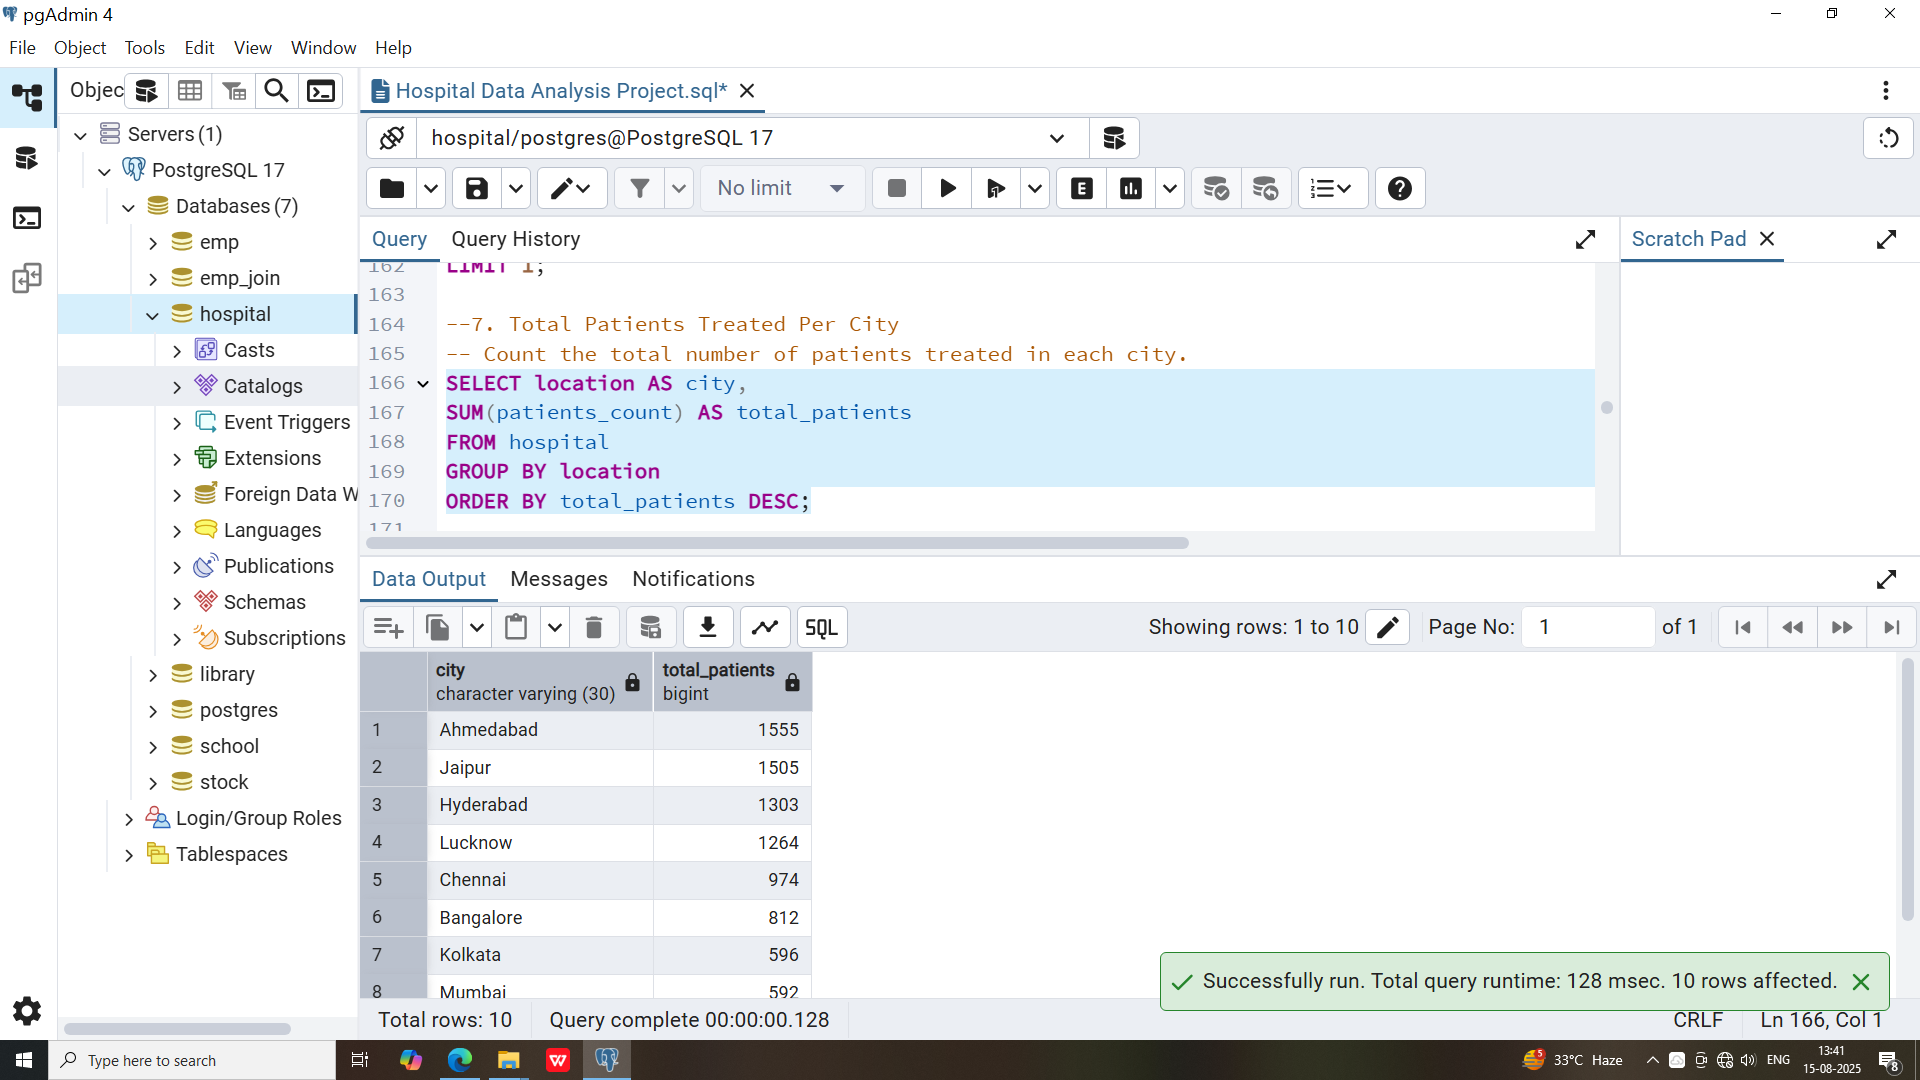 pgAdmin 4
File Object Tools Edit View Window Help
Objec
Hospital Data Analysis Project.sql*
Servers (1)
PostgreSQL 17
Databases (7)
emp
emp_join
hospital
Casts
Catalogs
Event Triggers
Extensions
Foreign Data W
Languages
Publications
Schemas
Subscriptions
library
postgres
school
stock
Login/Group Roles
Tablespaces
hospital/postgres@PostgreSQL 17
No limit
E
Query Query History
Scratch Pad
162 LIMIT 1;
163
164 --7. Total Patients Treated Per City
165 -- Count the total number of patients treated in each city.
166 SELECT location AS city,
167 SUM(patients_count) AS total_patients
168 FROM hospital
169 GROUP BY location
170 ORDER BY total_patients DESC;
171
Data Output Messages Notifications
SQL
Showing rows: 1 to 10
Page No: 1 of 1
city total_patients
character varying (30) bigint
1 Ahmedabad 1555
2 Jaipur 1505
3 Hyderabad 1303
4 Lucknow 1264
5 Chennai 974
6 Bangalore 812
7 Kolkata 596
8 Mumbai 592
Successfully run. Total query runtime: 128 msec. 10 rows affected.
Total rows: 10 Query complete 00:00:00.128 CRLF Ln 166, Col 1
Type here to search
W
5
33°C Haze
ENG
13:41
15-08-2025
8